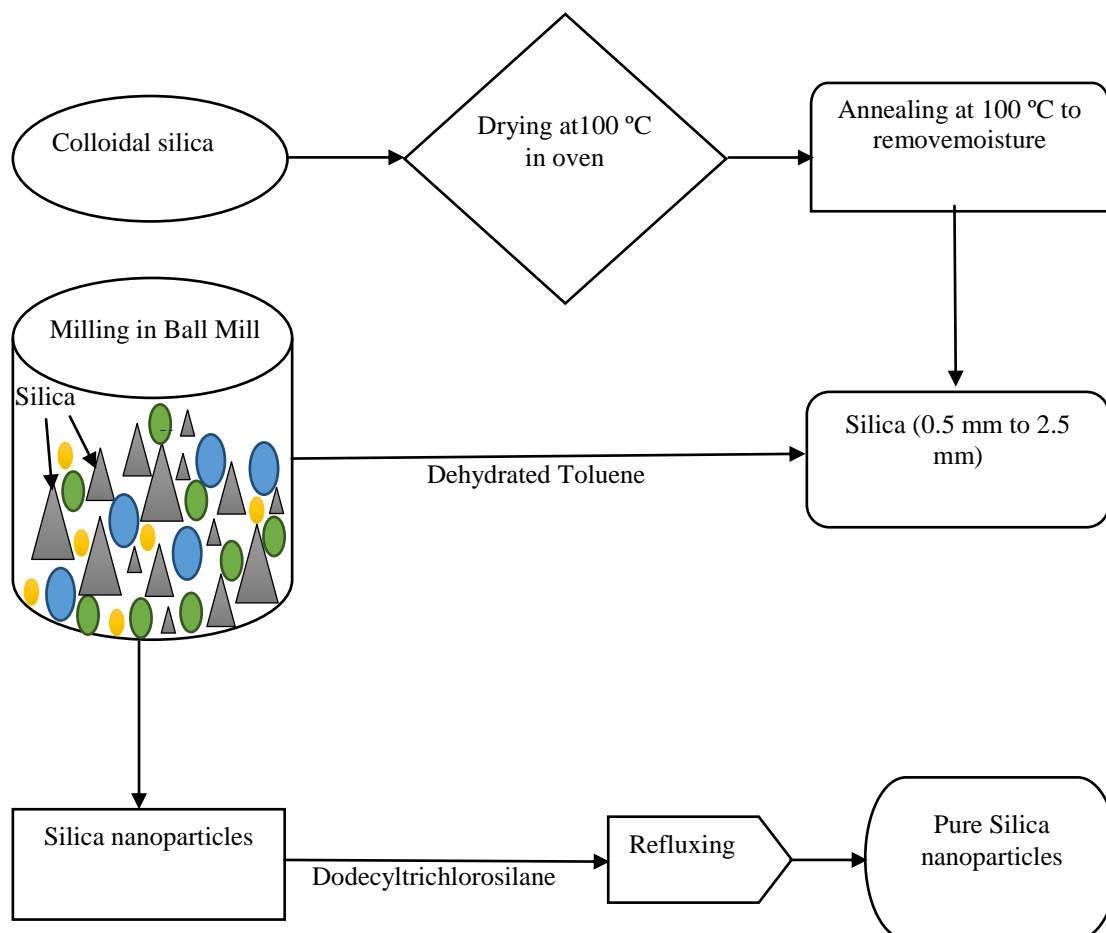 Colloidal silica
Drying at100 ºC
in oven
Annealing at 100 ºC to
removemoisture
Milling in Ball Mill
Silica
--
Dehydrated Toluene
Silica (0.5 mm to 2.5
mm)
Silica nanoparticles
Dodecyltrichlorosilane
Refluxing
Pure Silica
nanoparticles